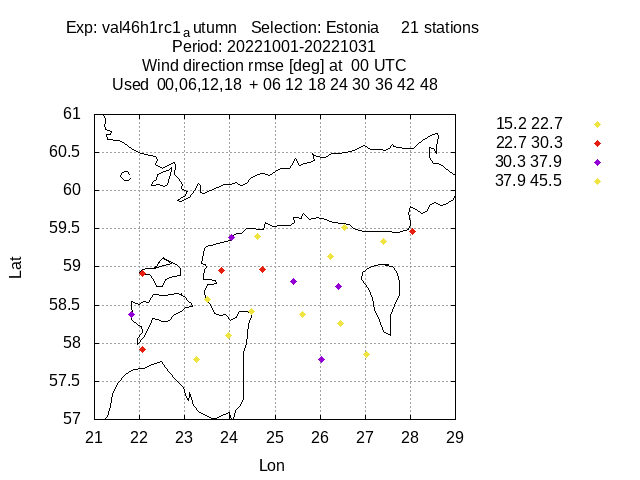 Exp: val46h1rc1autumn Selection: Estonia 21 stations
Period: 20221001-20221031
Wind direction rmse [deg] at 00 UTC
Used 00,06,12,18 + 06 12 18 24 30 36 42 48
61
60.5
60
59.5
59
58.5
58
57.5
57
21 22 23 24 25 26 27 28 29
Lat
Lon
15.2 22.7
22.7 30.3
30.3 37.9
37.9 45.5